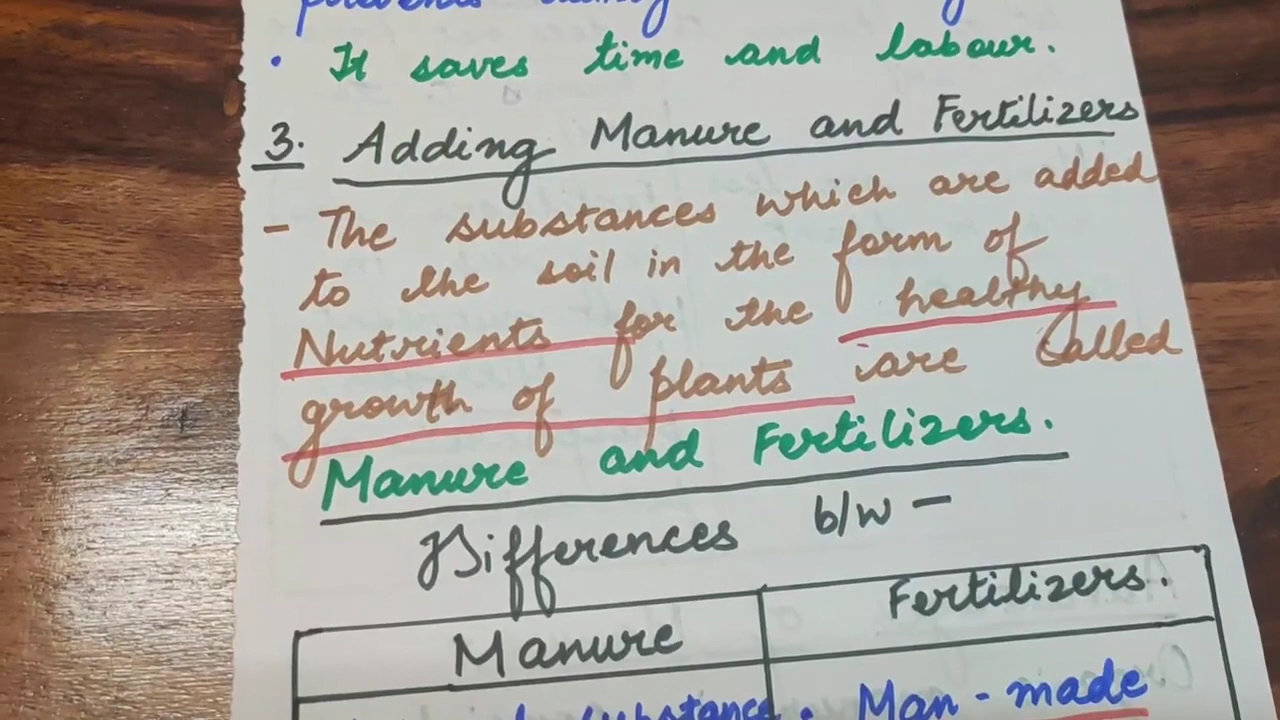 • It saves time and labour.
3. Adding Manure and Fertilizers
- The substances which are added
to the soil in the form of
Nutrients for the healthy
growth of plants are called
Manure and Fertilizers.
Differences b/w -
Manure
Fertilizers.
substance
• Man-made